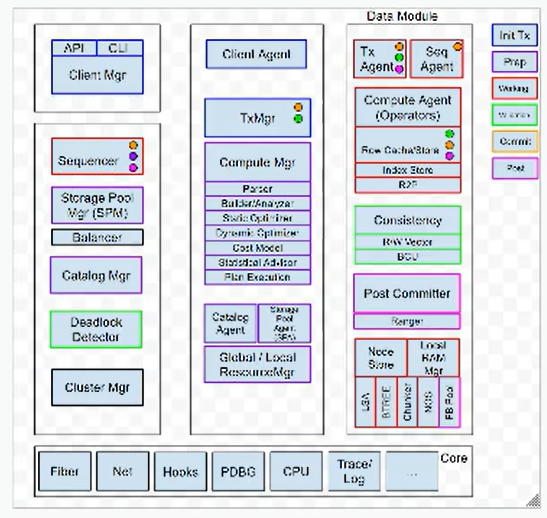 Data Module
API
CLI
Client Mgr
Client Agent
Tx
Agent
Seq
Agent
Init Tx
Prep
Working
Validation
Commit
Post
TxMgr
Compute Agent
(Operators)
Row Cache/Store
Index Store
R2P
Sequencer
Storage Pool
Mgr (SPM)
Balancer
Catalog Mgr
Deadlock
Detector
Cluster Mgr
Compute Mgr
Parser
Builder/Analyzer
Static Optimizer
Dynamic Optimizer
Cost Model
Statistical Advisor
Plan Execution
Catalog
Agent
Storage
Pool
Agent
(SPA)
Global / Local
ResourceMgr
Consistency
R/W Vector
Post Committer
Ranger
Node
Store
Local
RAM
Mgr
LSA
BTREE
Chunker
FB Pool
Core
Fiber
Net
Hooks
PDBG
CPU
Trace/
Log
...